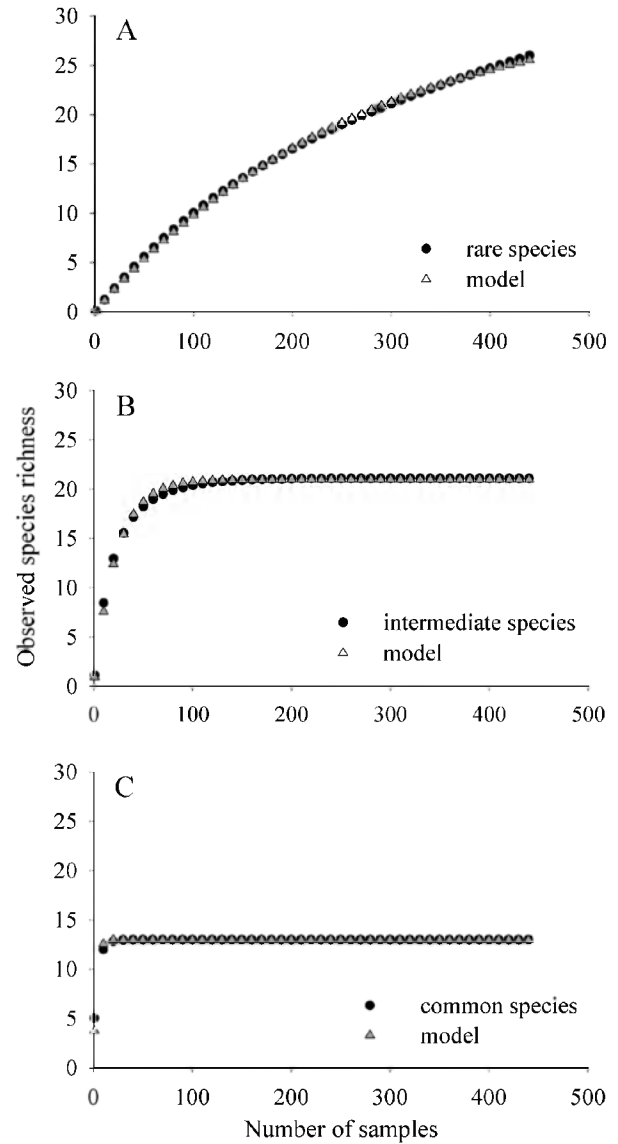 A
30
25
20
15
10
5
0
rare species
model
0 100 200 300 400 500
Observed species richness
B
30
25
20
15
10
5
0
intermediate species
model
0 100 200 300 400 500
C
30
25
20
15
10
5
0
common species
model
0 100 200 300 400 500
Number of samples